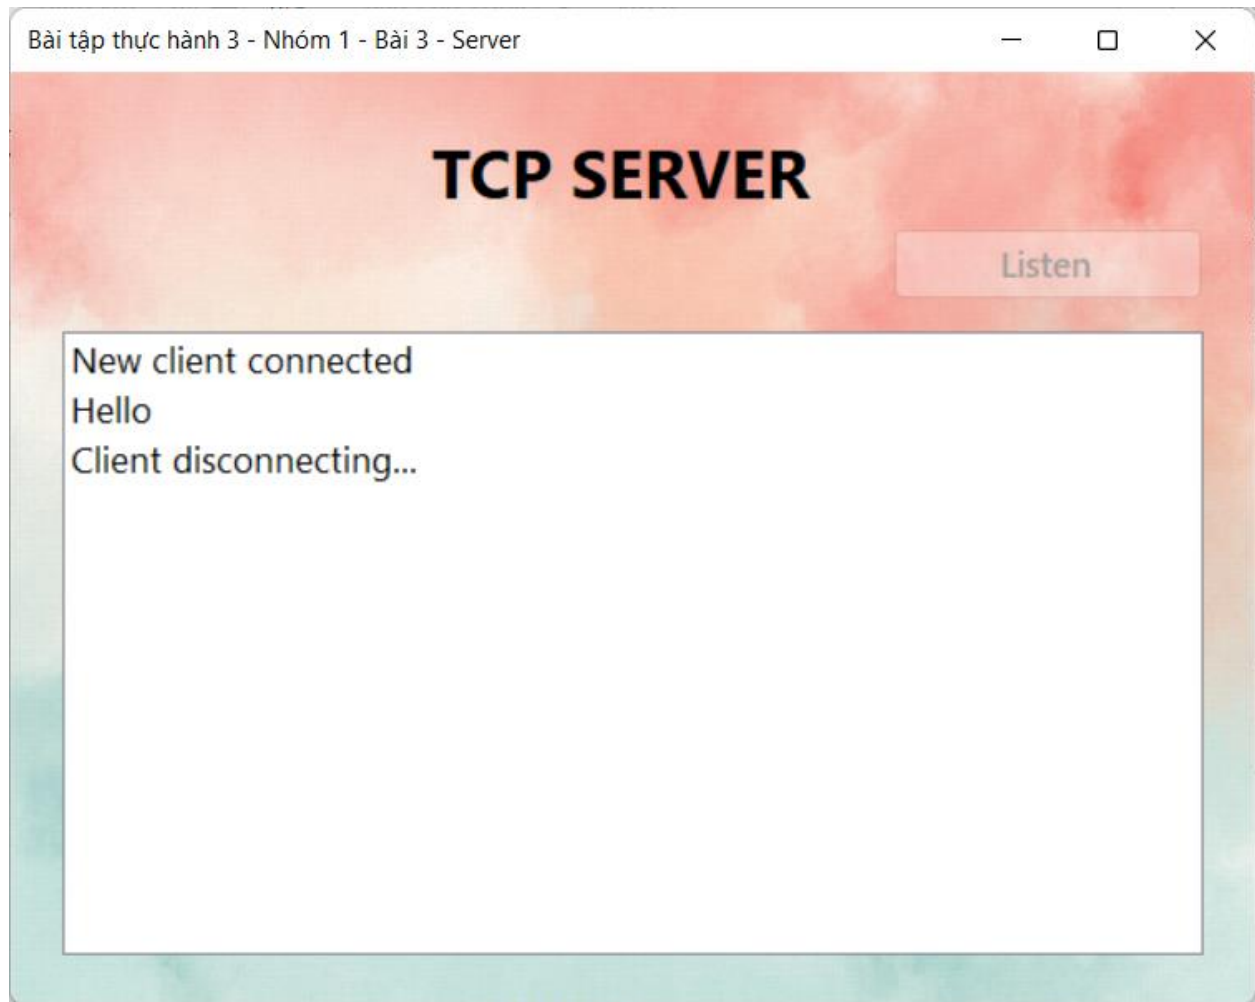 Bài tập thực hành 3 - Nhóm 1 - Bài 3 - Server
TCP SERVER
Listen
New client connected
Hello
Client disconnecting...